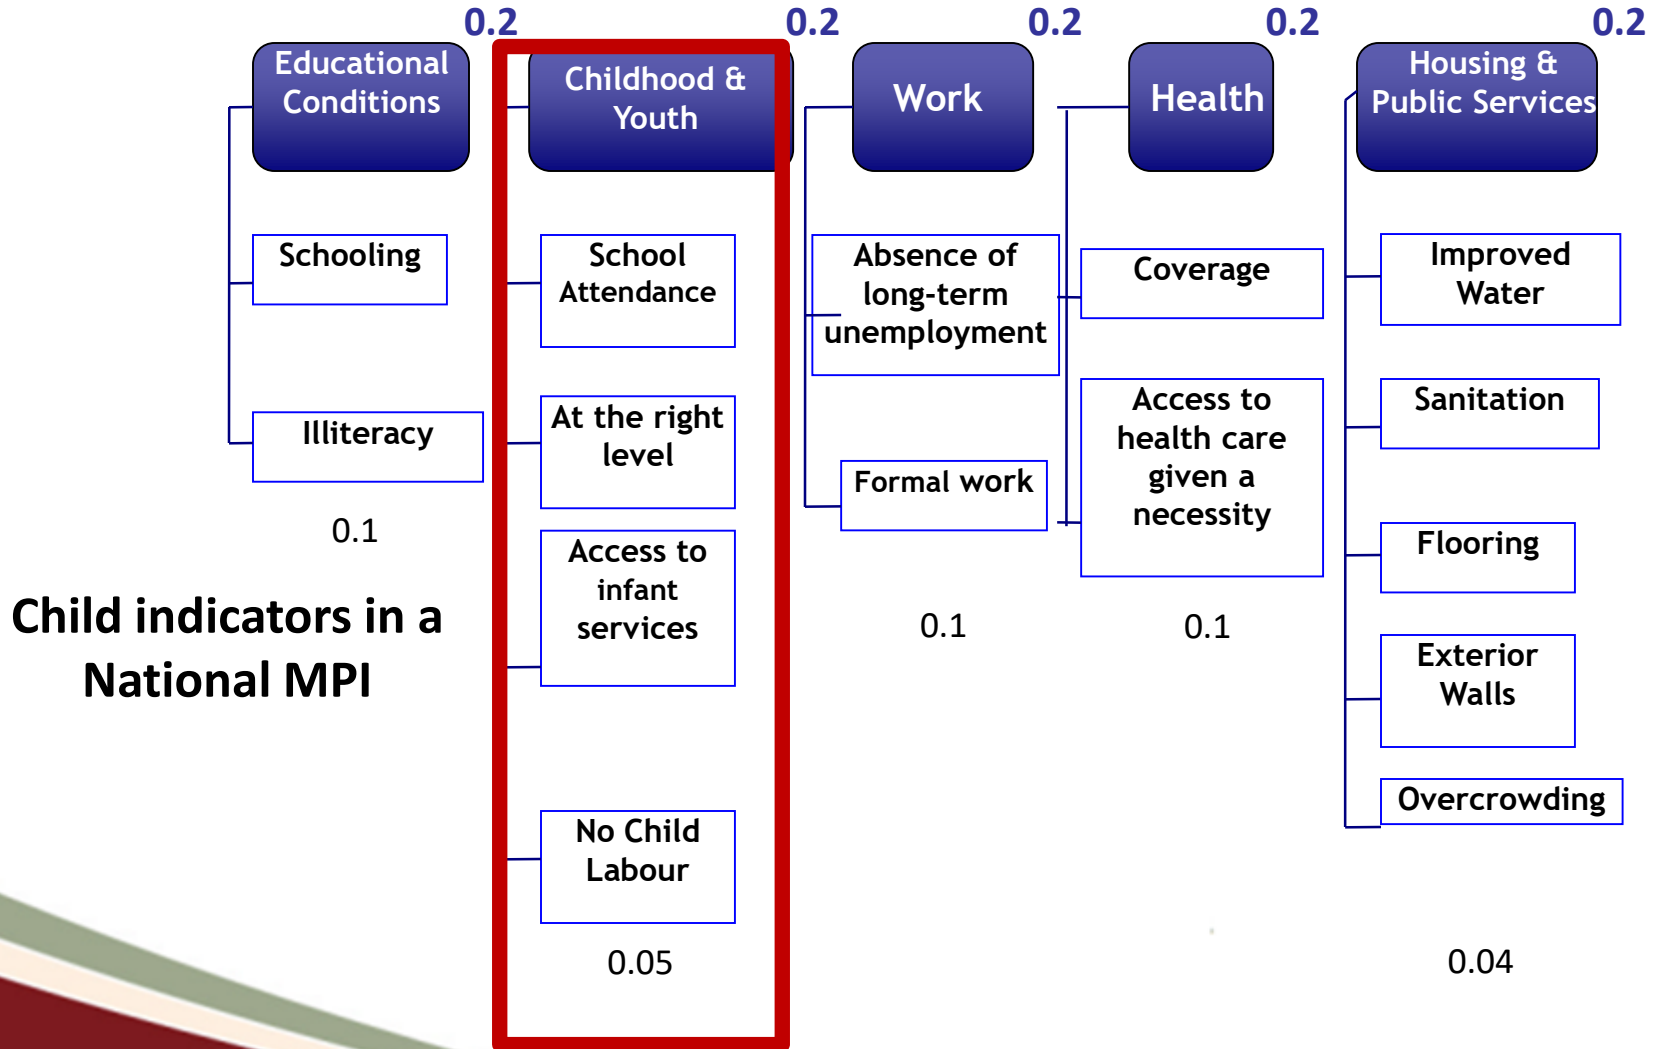 0.2
0.2
0.2
0.2
0.2
Educational
Conditions
Childhood &
Youth
Work
Health
Housing &
Public Services
Schooling
Illiteracy
0.1
School
Attendance
At the right
level
Access to
infant
services
No Child
Labour
0.05
Absence of
long-term
unemployment
Formal work
0.1
Coverage
Access to
health care
given a
necessity
0.1
Improved
Water
Sanitation
Flooring
Exterior
Walls
Overcrowding
0.04
Child indicators in a
National MPI